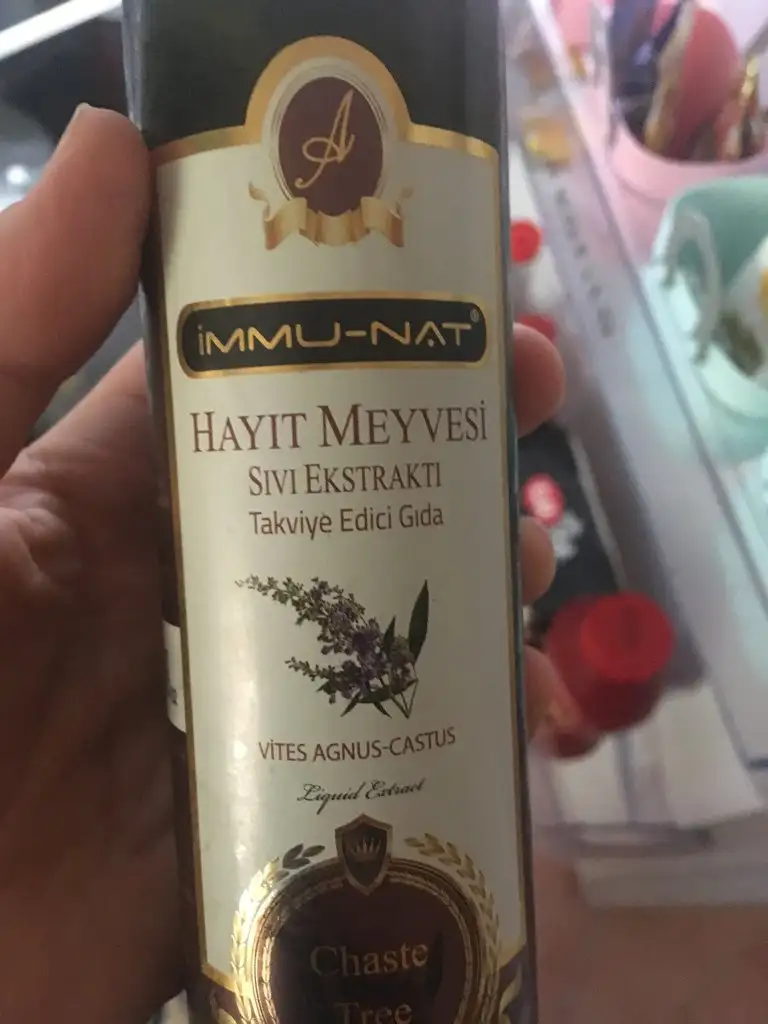 A
İMMU-NAT®
HAYIT MEYVESİ
SIVI EKSTRAKTI
Takviye Edici Gıda
VİTES AGNUS-CASTUS
Liquid Extract
Chaste
Tree